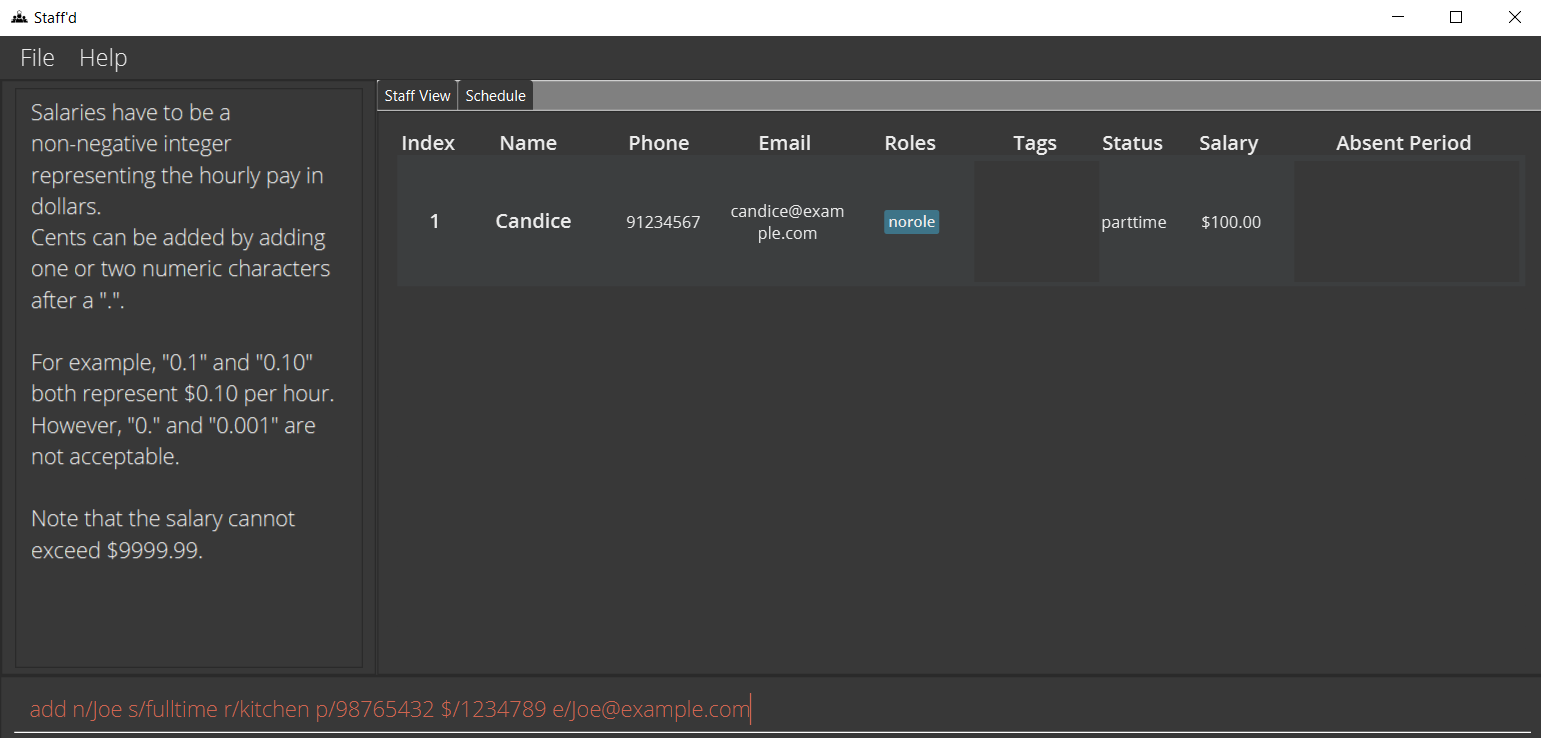 Staff'd
File Help
Salaries have to be a
non-negative integer
representing the hourly pay in
dollars.
Cents can be added by adding
one or two numeric characters
after a ".".
For example, "0.1" and "0.10"
both represent $0.10 per hour.
However, "0." and "0.001" are
not acceptable.
Note that the salary cannot
exceed $9999.99.
Staff View Schedule
Index Name Phone Email Roles Tags Status Salary Absent Period
1 Candice 91234567 candice@exam
ple.com norole parttime $100.00
add n/Joe s/fulltime r/kitchen p/98765432 $/1234789 e/Joe@example.com